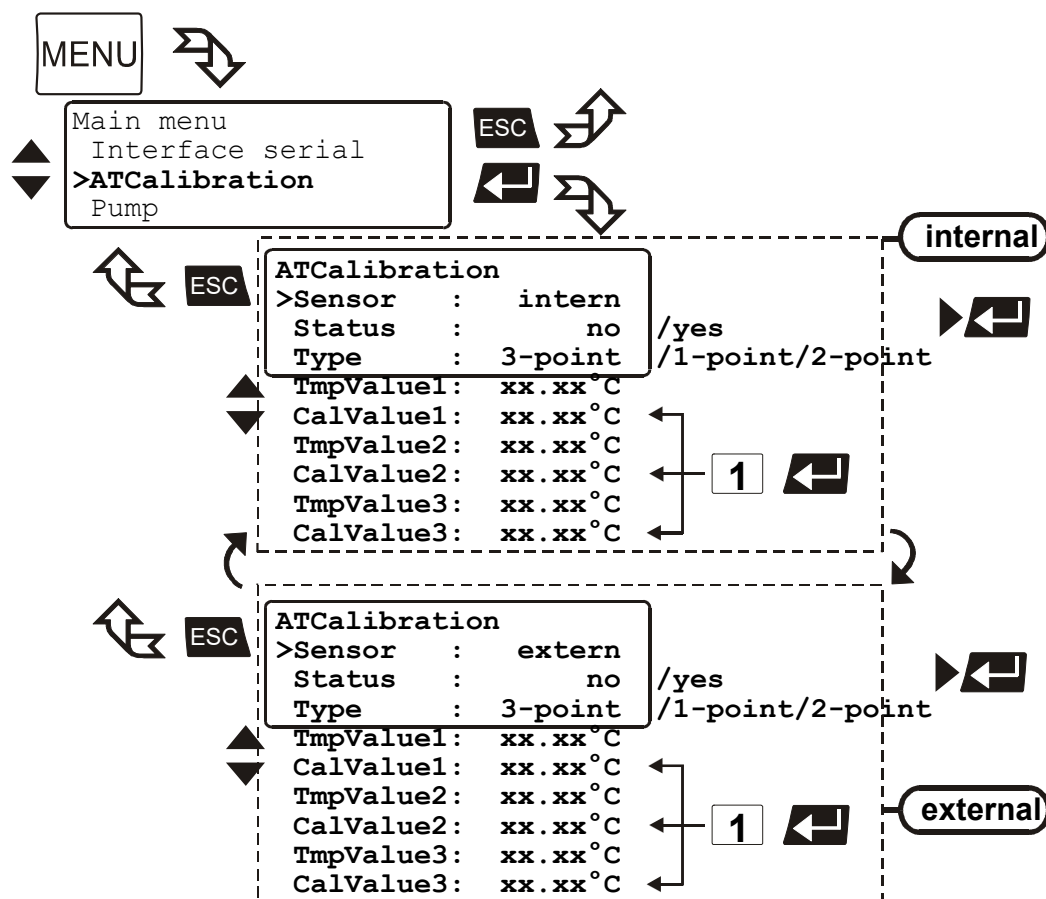 MENU
Main menu
Interface serial
>ATCalibration
Pump
ESC
internal
ESC
ATCalibration
>Sensor : intern
Status : no /yes
Type : 3-point /1-point/2-point
TmpValue1: xx.xx°C
CalValue1: xx.xx°C
TmpValue2: xx.xx°C
CalValue2: xx.xx°C 1
TmpValue3: xx.xx°C
CalValue3: xx.xx°C
ESC
ATCalibration
>Sensor : extern
Status : no /yes
Type : 3-point /1-point/2-point
TmpValue1: xx.xx°C
CalValue1: xx.xx°C
TmpValue2: xx.xx°C
CalValue2: xx.xx°C 1
external
TmpValue3: xx.xx°C
CalValue3: xx.xx°C